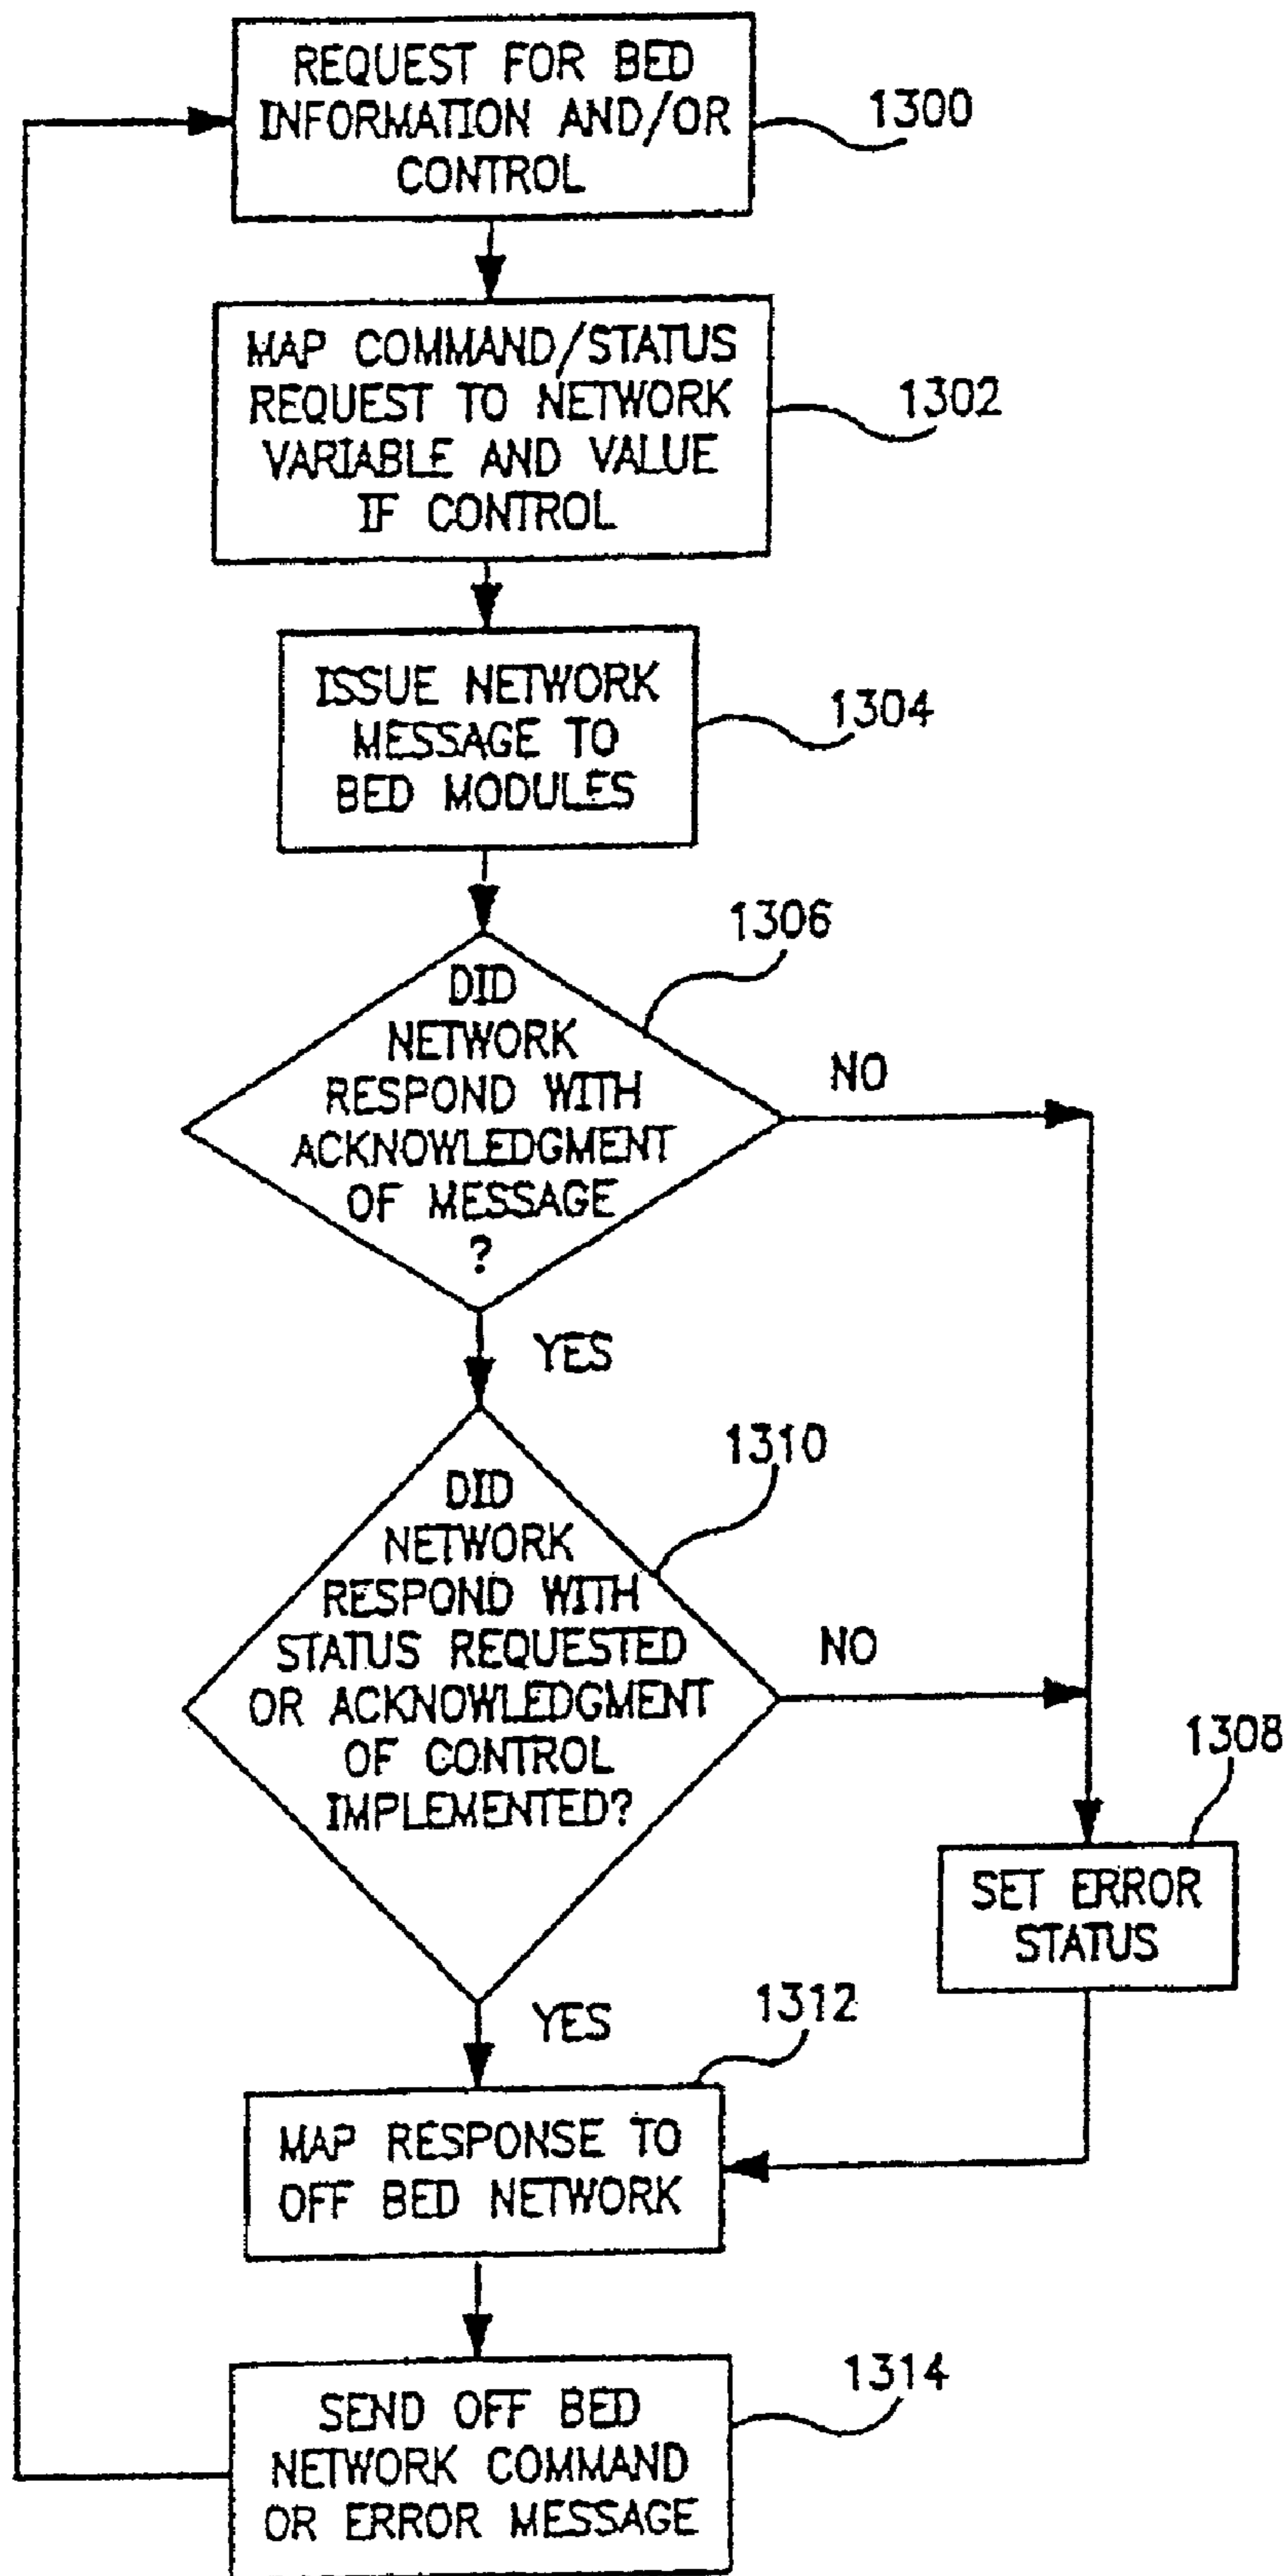 REQUEST FOR BED
INFORMATION AND/OR
CONTROL
1300
MAP COMMAND/STATUS
REQUEST TO NETWORK
VARIABLE AND VALUE
IF CONTROL
1302
ISSUE NETWORK
MESSAGE TO
BED MODULES
1304
1306
DID
NETWORK
RESPOND WITH
ACKNOWLEDGMENT
OF MESSAGE
?
NO
YES
1310
DID
NETWORK
RESPOND WITH
STATUS REQUESTED
OR ACKNOWLEDGMENT
OF CONTROL
IMPLEMENTED?
NO
1308
SET ERROR
STATUS
YES
1312
MAP RESPONSE TO
OFF BED NETWORK
1314
SEND OFF BED
NETWORK COMMAND
OR ERROR MESSAGE